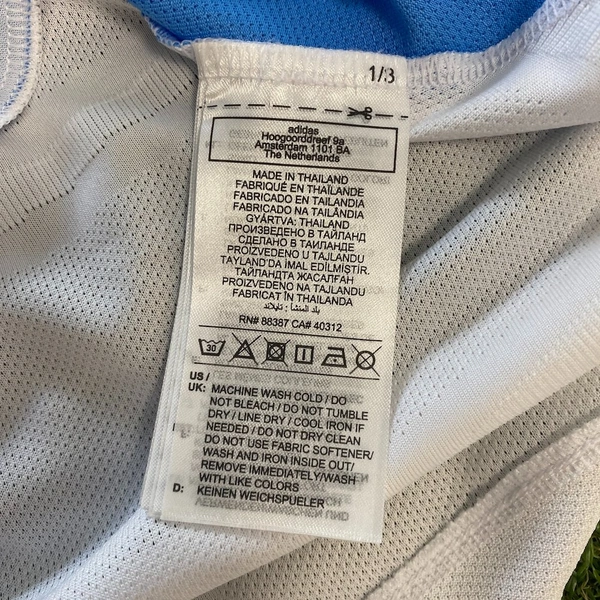 1/3
adidas
Hoogoorddreef 9a
Amsterdam 1101 BA
The Netherlands
MADE IN THAILAND
FABRIQUÉ EN THAÏLANDE
FABRICADO EN TAILANDIA
FABRICADO NA TAILÂNDIA
GYÁRTVA: THAILAND
ПРОИЗВЕДЕНО В ТАЙЛАНД
СДЕЛАНО В ТАИЛАНДЕ
PROIZVEDENO U TAJLANDU
TAYLAND'DA İMAL EDİLMİŞTİR.
ТАЙЛАНДТА ЖАСАЛҒАН
PROIZVEDENO NA TAJLANDU
FABRICAT ÎN THAILANDA
بلد المنشأ: تايلاند
RN# 88387 CA# 40312
30
US /
UK: MACHINE WASH COLD / DO
NOT BLEACH / DO NOT TUMBLE
DRY / LINE DRY / COOL IRON IF
NEEDED / DO NOT DRY CLEAN
DO NOT USE FABRIC SOFTENER/
WASH AND IRON INSIDE OUT/
REMOVE IMMEDIATELY/WASH
WITH LIKE COLORS
D: KEINEN WEICHSPUELER